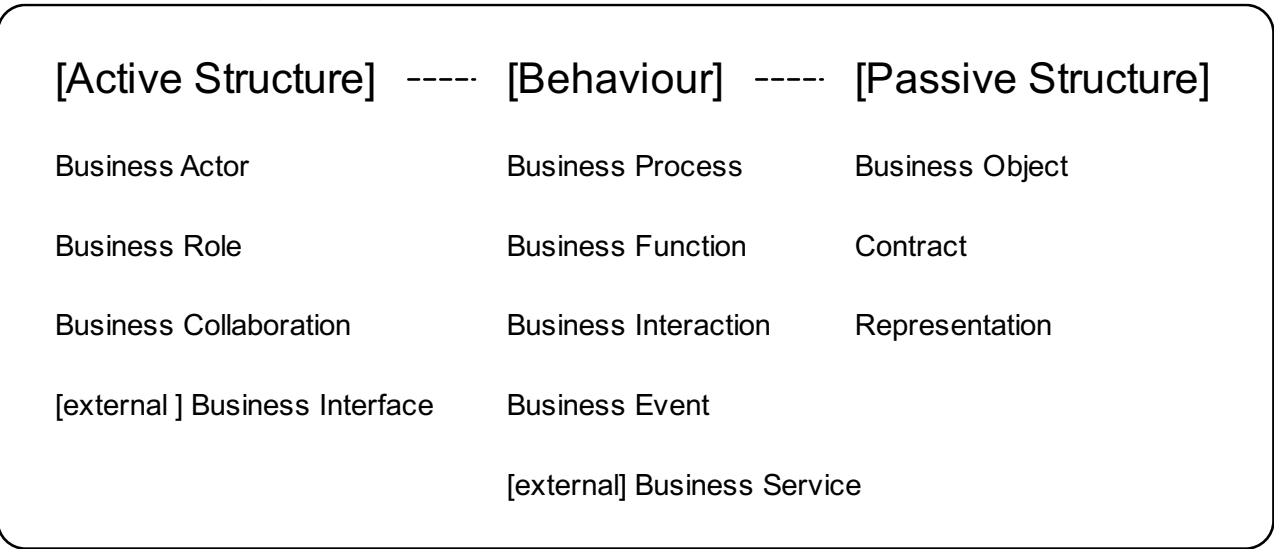 [Active Structure] ----- [Behaviour] ----- [Passive Structure]
Business Actor Business Process Business Object
Business Role Business Function Contract
Business Collaboration Business Interaction Representation
[external ] Business Interface Business Event
[external] Business Service